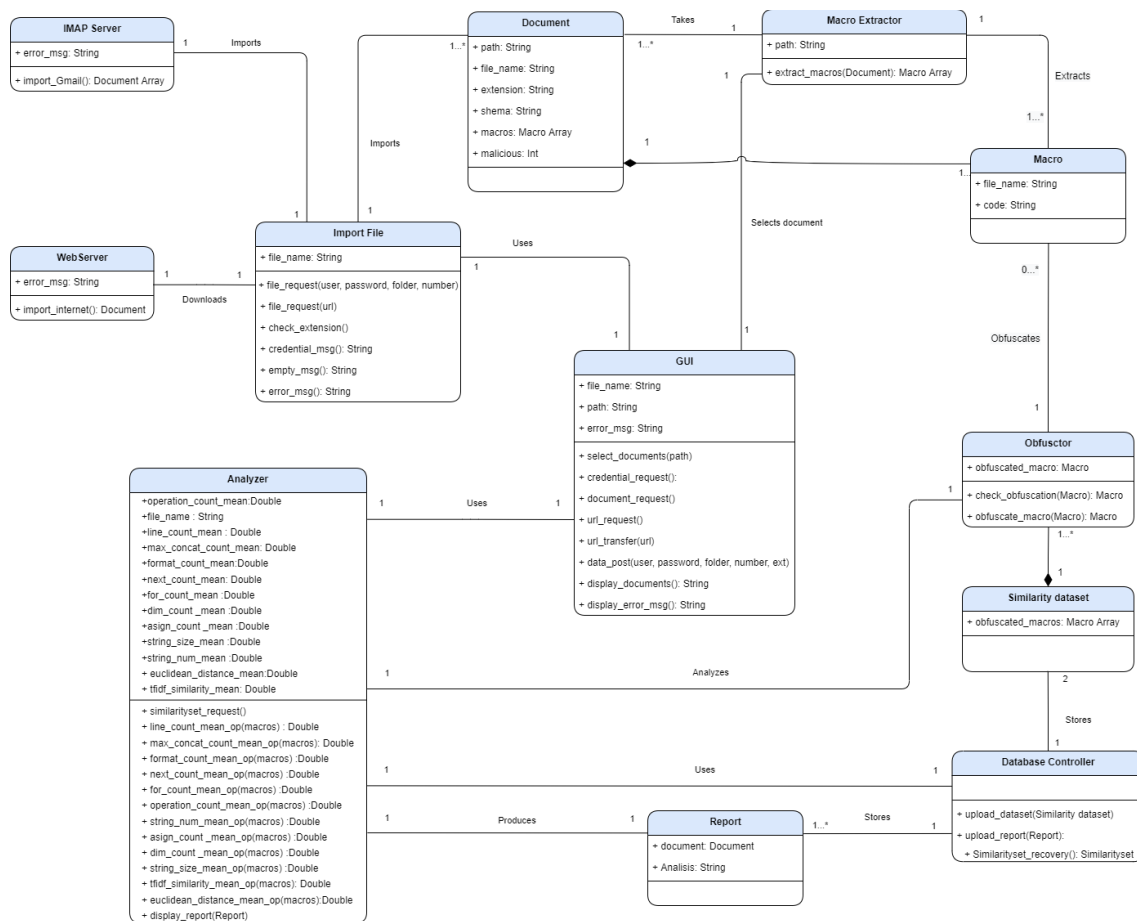 IMAP Server
+ error_msg: String
+ import_Gmail(): Document Array
1
Imports
1
Document
+ path: String
+ file_name: String
+ extension: String
+ shema: String
+ macros: Macro Array
+ malicious: Int
1...*
Imports
1
Takes
1...*
1
Macro Extractor
+ path: String
+ extract_macros(Document): Macro Array
1
Extracts
1...*
1
1
1...
Macro
+ file_name: String
+ code: String
Selects document
1
0...*
Obfuscates
1
WebServer
+ error_msg: String
+ import_internet(): Document
1
Downloads
1
Import File
+ file_name: String
+ file_request(user, password, folder, number)
+ file_request(url)
+ check_extension()
+ credential_msg(): String
+ empty_msg(): String
+ error_msg(): String
1
Uses
1
GUI
+ file_name: String
+ path: String
+ error_msg: String
+ select_documents(path)
+ credential_request():
+ document_request()
+ url_request()
+ url_transfer(url)
+ data_post(user, password, folder, number, ext)
+ display_documents(): String
+ display_error_msg(): String
1
Uses
1
Obfusctor
+ obfuscated_macro: Macro
+ check_obfuscation(Macro): Macro
+ obfuscate_macro(Macro): Macro
1
1...*
1
Similarity dataset
+ obfuscated_macros: Macro Array
2
Stores
1
Analyzer
+operation_count_mean:Double
+file_name : String
+line_count_mean : Double
+max_concat_count_mean: Double
+format_count_mean:Double
+next_count_mean: Double
+for_count_mean :Double
+dim_count _mean :Double
+asign_count _mean :Double
+string_size_mean :Double
+string_num_mean :Double
+ euclidean_distance_mean:Double
+ tfidf_similarity_mean: Double
+ similarityset_request()
+ line_count_mean_op(macros) : Double
+ max_concat_count_mean_op(macros): Double
+ format_count_mean_op(macros) :Double
+ next_count_mean_op(macros) :Double
+ for_count_mean_op(macros) :Double
+ operation_count_mean_op(macros) :Double
+ string_num_mean_op(macros) :Double
+ asign_count _mean_op(macros) :Double
+ dim_count _mean_op(macros) :Double
+ string_size_mean_op(macros) :Double
+ tfidf_similarity_mean_op(macros): Double
+ euclidean_distance_mean_op(macros):Double
+ display_report(Report)
1
Analyzes
1
Uses
1
Database Controller
+ upload_dataset(Similarity dataset)
+ upload_report(Report):
+ Similarityset_recovery(): Similarityset
1
Produces
1
Report
+ document: Document
+ Analisis: String
1...*
Stores
1